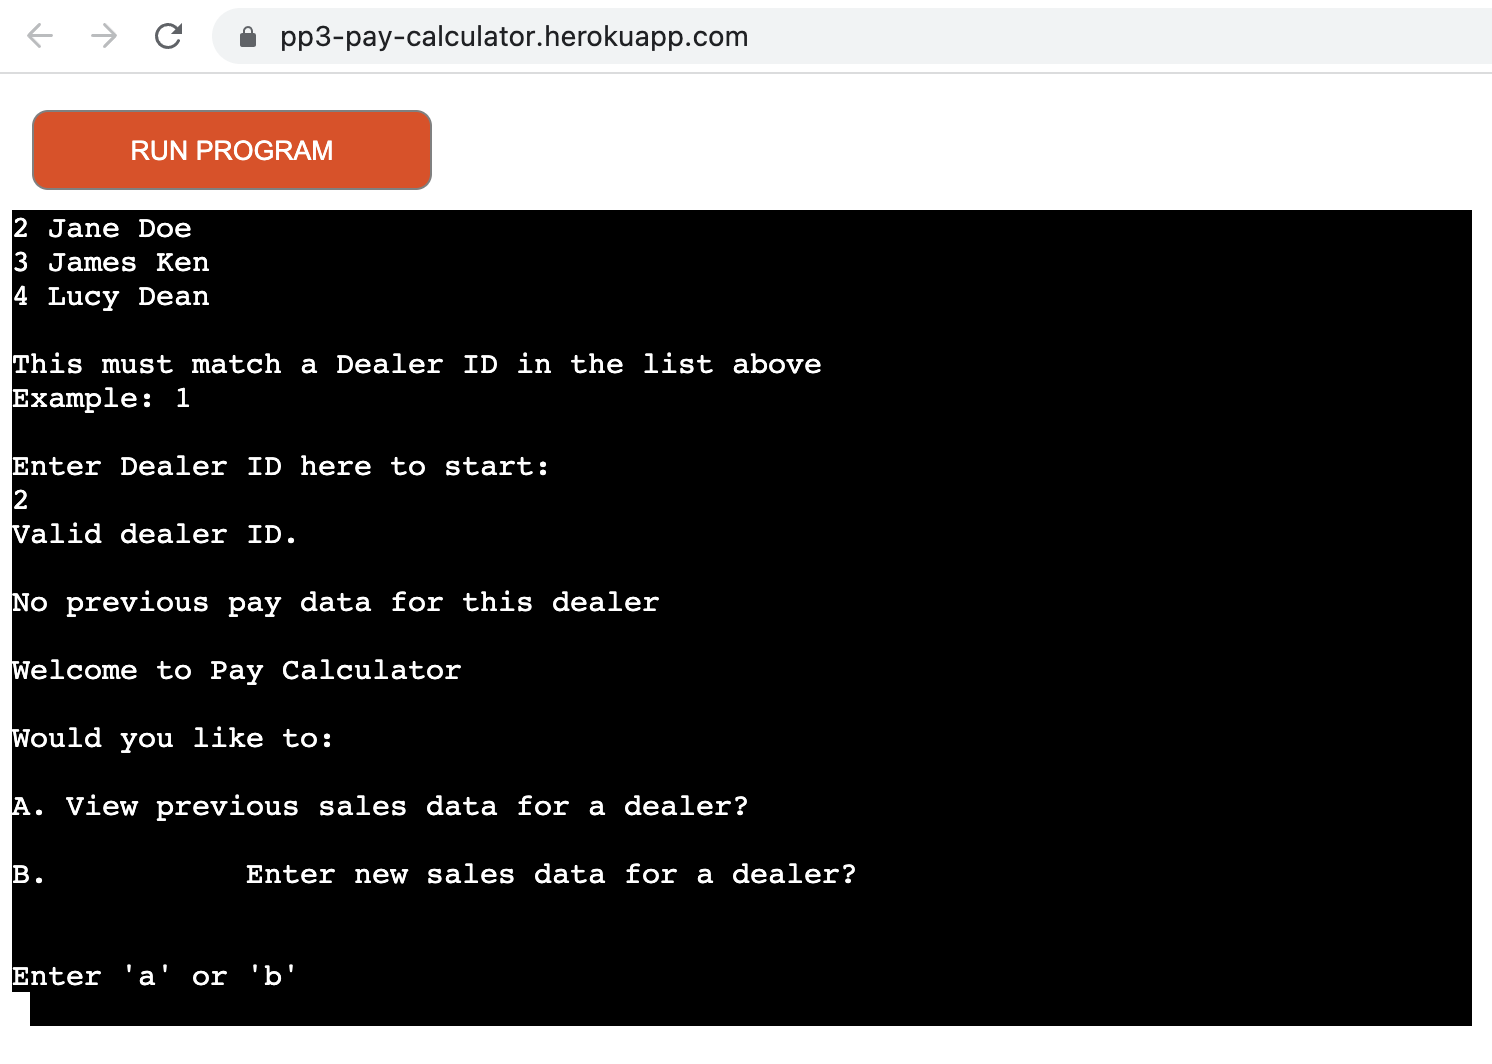 pp3-pay-calculator.herokuapp.com
RUN PROGRAM
2 Jane Doe
3 James Ken
4 Lucy Dean
This must match a Dealer ID in the list above
Example: 1
Enter Dealer ID here to start:
2
Valid dealer ID.
No previous pay data for this dealer
Welcome to Pay Calculator
Would you like to:
A. View previous sales data for a dealer?
B.             Enter new sales data for a dealer?
Enter 'a' or 'b'